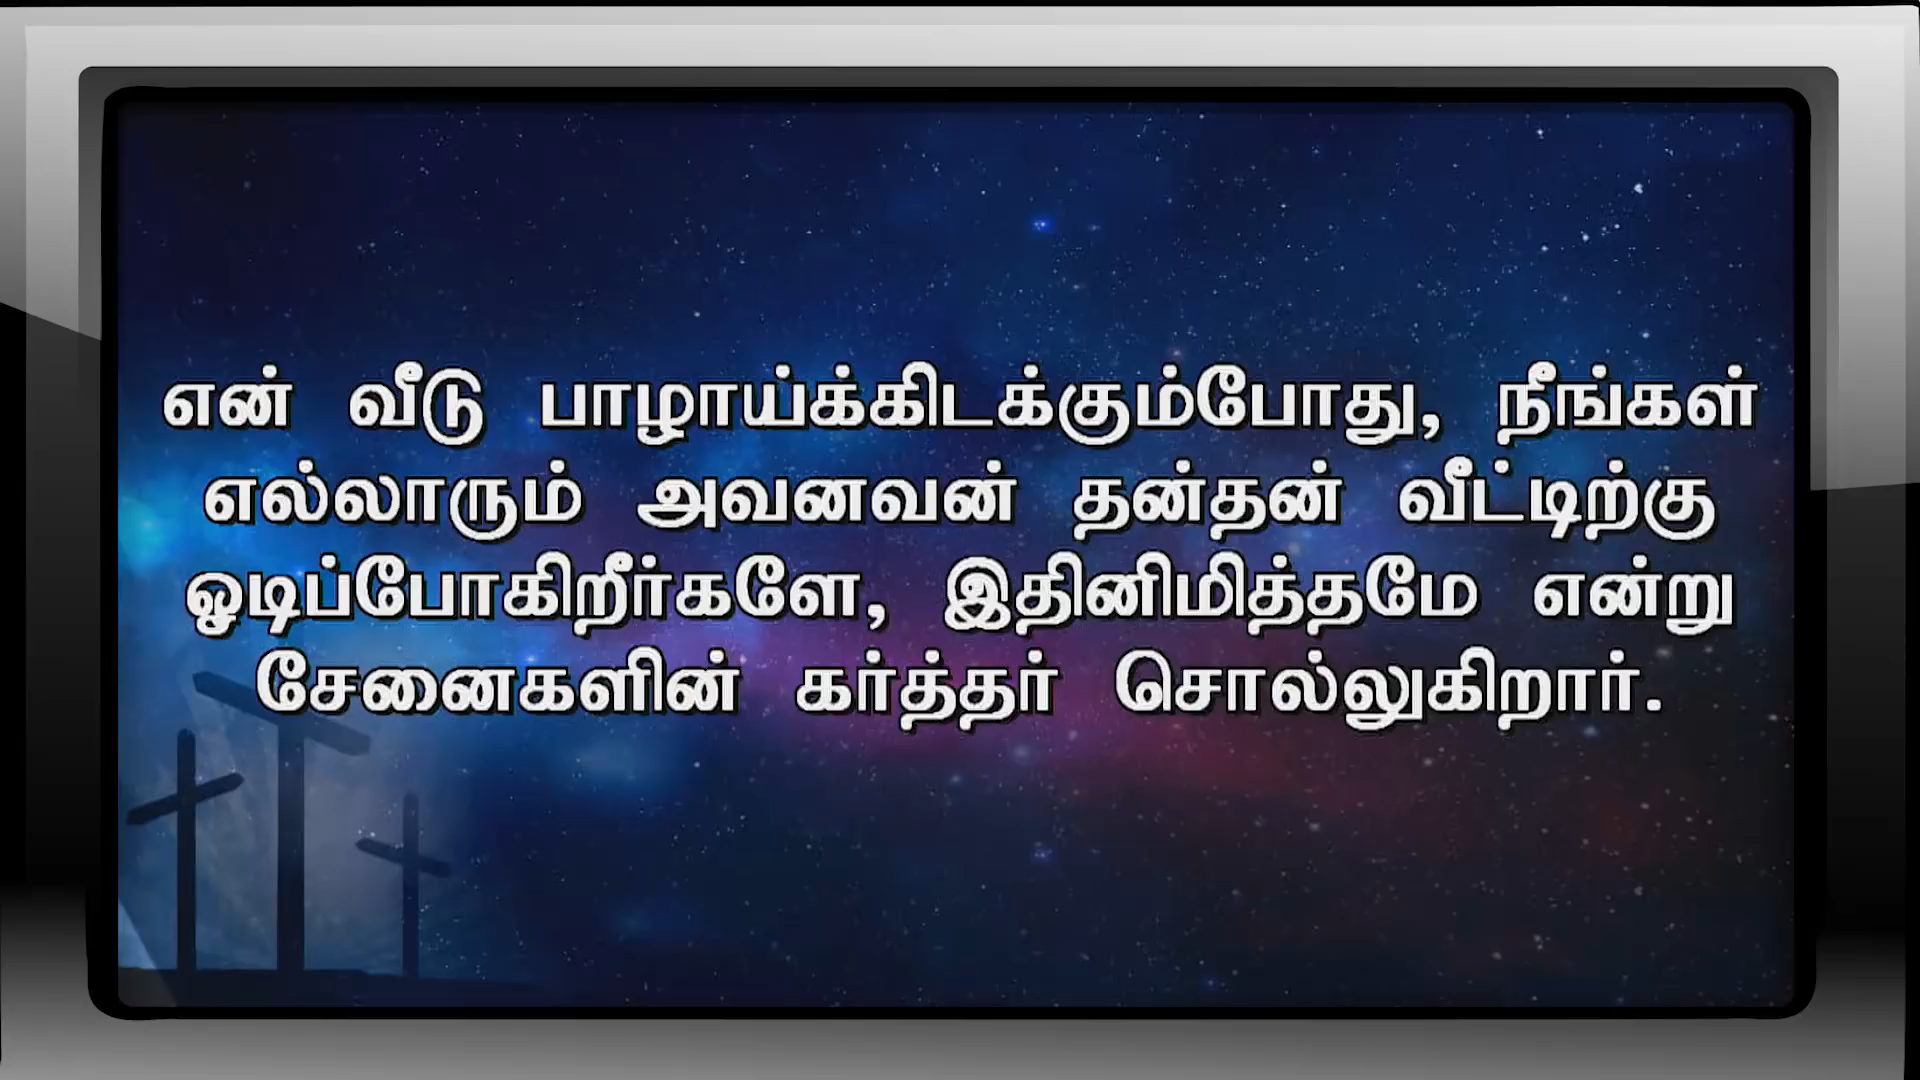 என் வீடு பாழாய்க்கிடக்கும்போது, நீங்கள்
எல்லாரும் அவனவன் தன்தன் வீட்டிற்கு
ஓடிப்போகிறீர்களே, இதினிமித்தமே என்று
சேனைகளின் கர்த்தர் சொல்லுகிறார்.